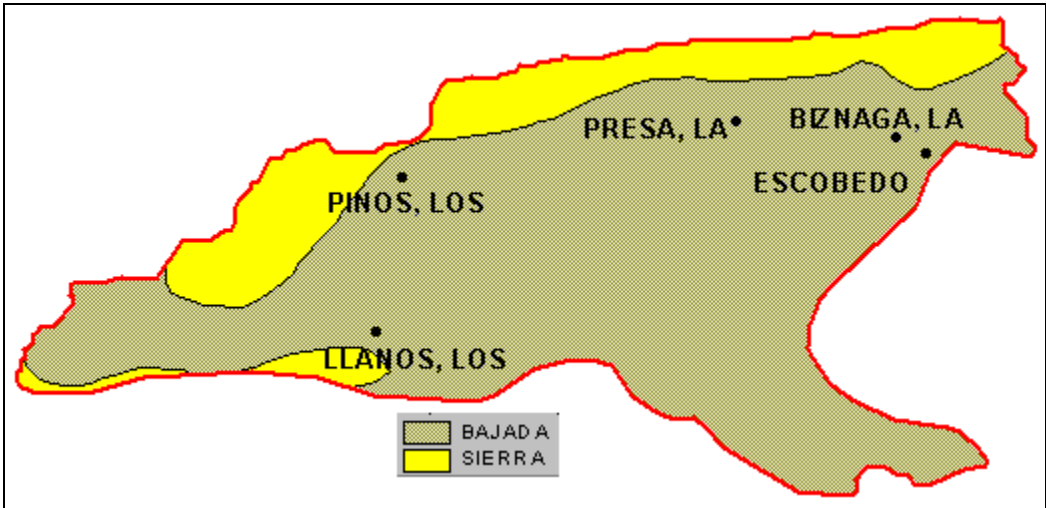 PRESA, LA
BIZNAGA, LA
ESCOBEDO
PINOS, LOS
LLANOS, LOS
BAJADA
SIERRA